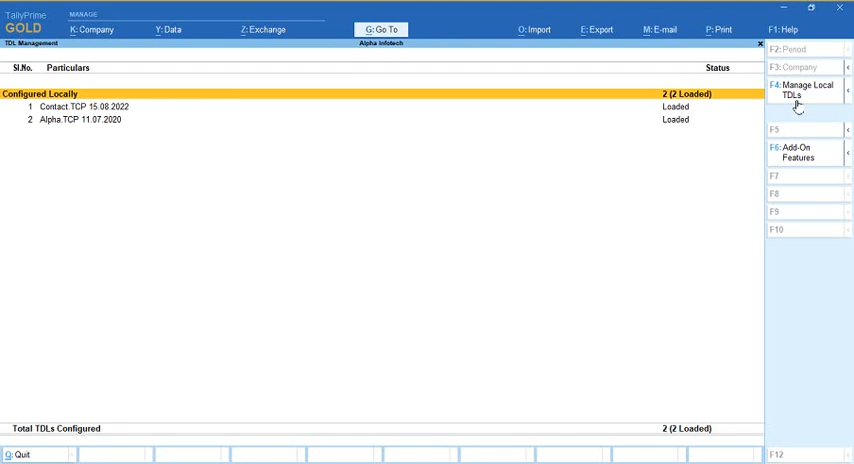 TallyPrime
GOLD
MANAGE
K: Company
Y: Data
Z: Exchange
G: Go To
O: Import
E: Export
M: E-mail
P: Print
F1: Help
TDL Management
Alpha Infotech
Sl.No.
Particulars
Status
Configured Locally
2 (2 Loaded)
1 Contact.TCP 15.08.2022
Loaded
2 Alpha.TCP 11.07.2020
Loaded
Total TDLs Configured
2 (2 Loaded)
F2: Period
F3: Company
F4: Manage Local
TDLs
F5
F6: Add-On
Features
F7
F8
F9
F10
Q: Quit
F12